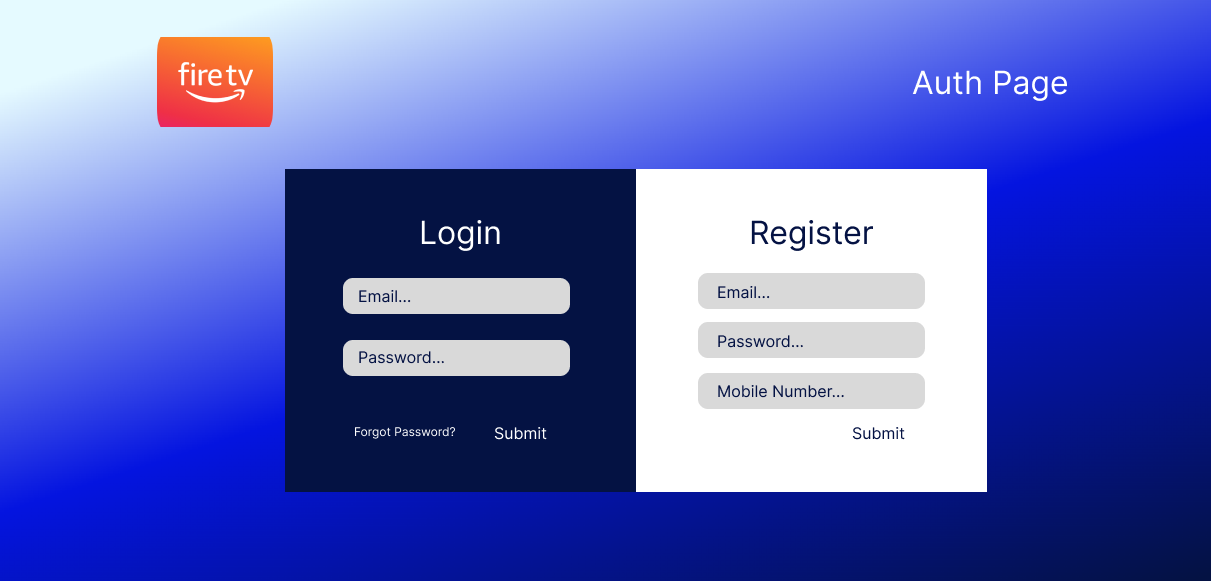 fire tv
Auth Page
Login
Email...
Password...
Forgot Password?
Submit
Register
Email...
Password...
Mobile Number...
Submit